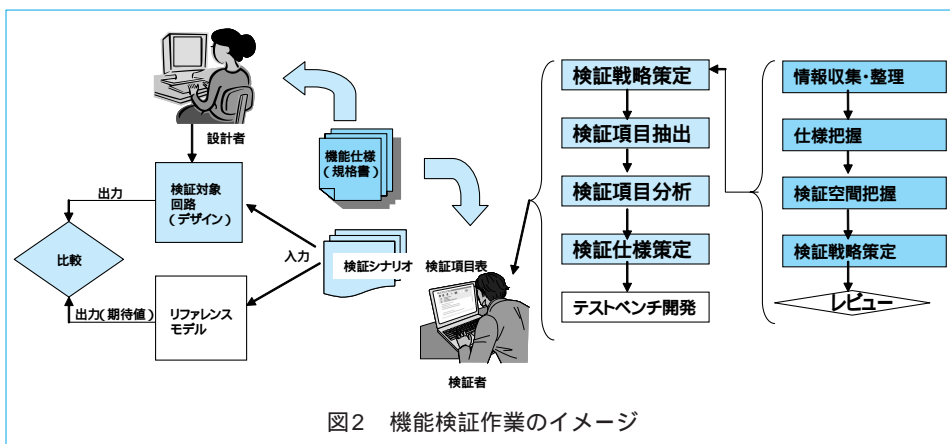 設計者
機能仕様
(規格書)
検証対象
回路
(デザイン)
出力
比較
入力
検証シナリオ
検証項目表
出力(期待値)
リファレンス
モデル
検証者
検証戦略策定
検証項目抽出
検証項目分析
検証仕様策定
テストベンチ開発
情報収集・整理
仕様把握
検証空間把握
検証戦略策定
レビュー
図2 機能検証作業のイメージ